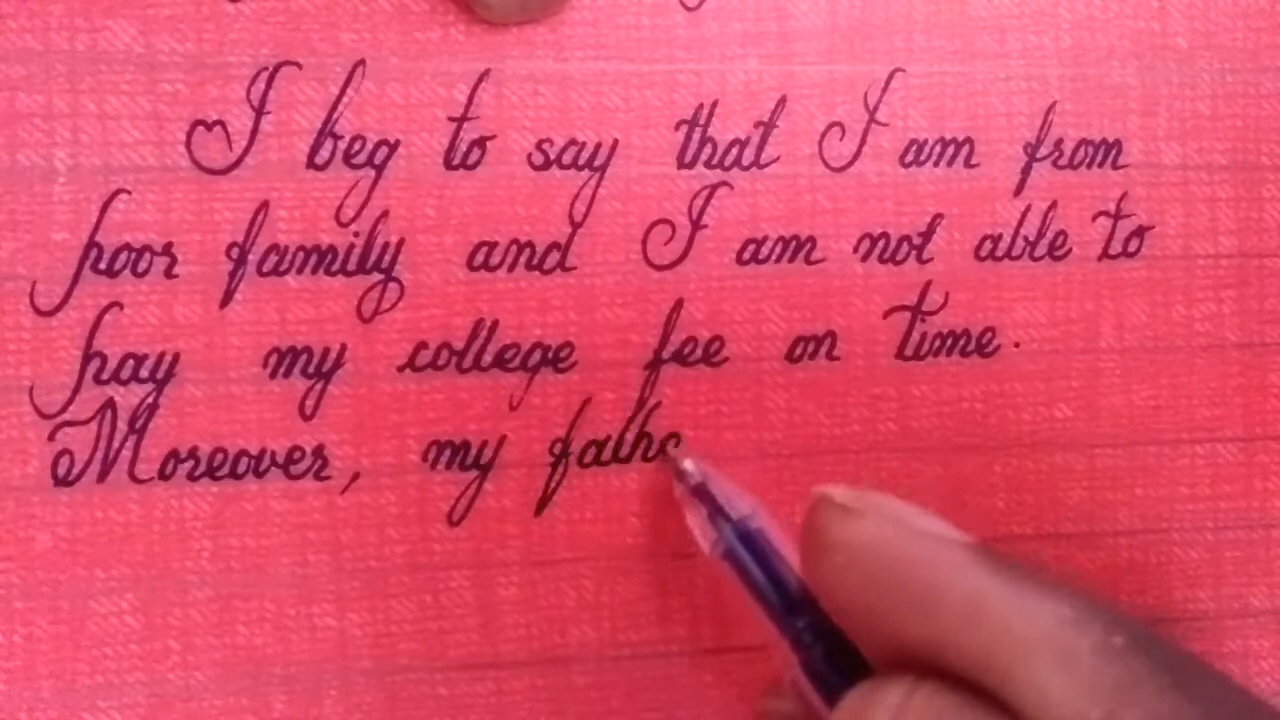 I beg to say that I am from
poor family and I am not able to
pay my college fee on time.
Moreover, my fathe